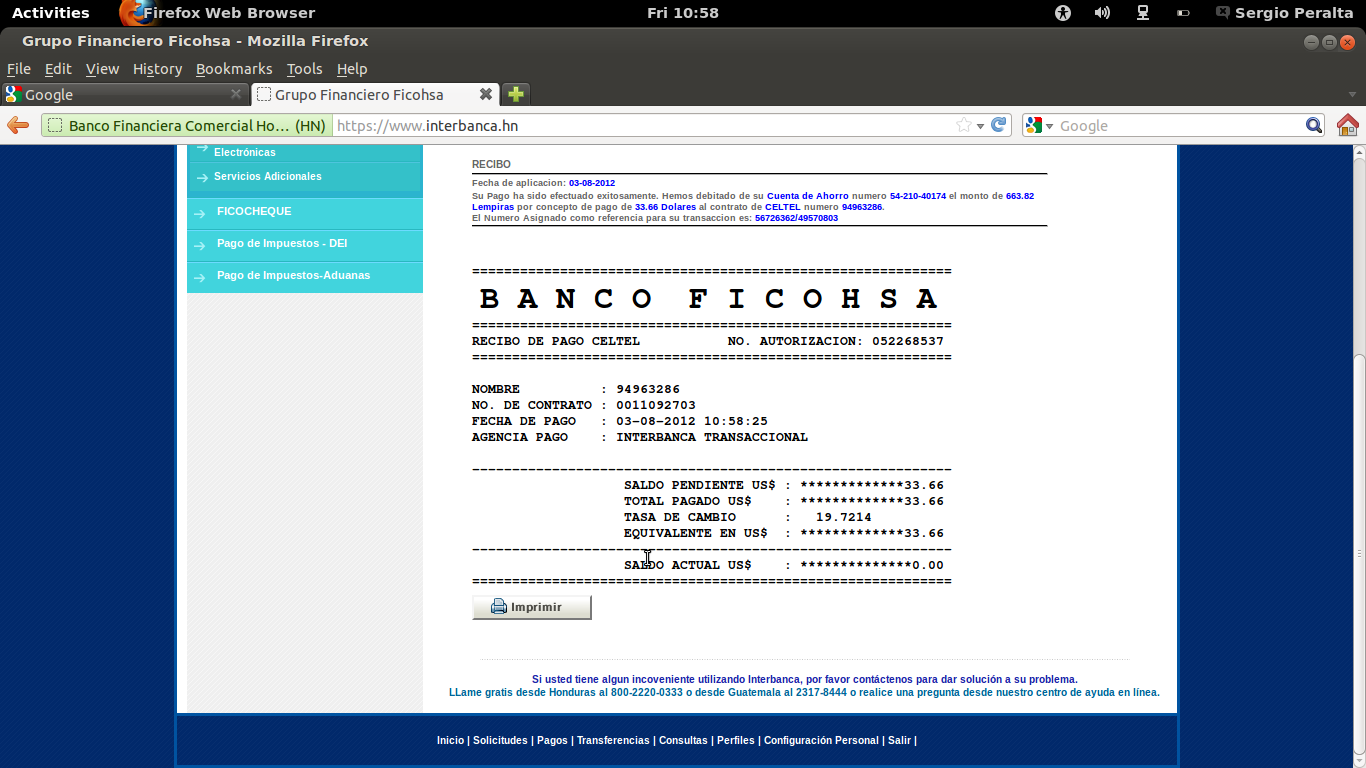 Activities Firefox Web Browser Fri 10:58 Sergio Peralta
Grupo Financiero Ficohsa - Mozilla Firefox
File Edit View History Bookmarks Tools Help
Google Grupo Financiero Ficohsa
Banco Financiera Comercial Ho... (HN) https://www.interbanca.hn Google
Electrónicas
Servicios Adicionales
FICOCHEQUE
Pago de Impuestos - DEI
Pago de Impuestos-Aduanas
RECIBO
Fecha de aplicacion: 03-08-2012
Su Pago ha sido efectuado exitosamente. Hemos debitado de su Cuenta de Ahorro numero 54-210-40174 el monto de 663.82
Lempiras por concepto de pago de 33.66 Dolares al contrato de CELTEL numero 94963286.
El Numero Asignado como referencia para su transaccion es: 56726362/49570803
============================================================
B A N C O F I C O H S A
============================================================
RECIBO DE PAGO CELTEL NO. AUTORIZACION: 052268537
============================================================
NOMBRE : 94963286
NO. DE CONTRATO : 0011092703
FECHA DE PAGO : 03-08-2012 10:58:25
AGENCIA PAGO : INTERBANCA TRANSACCIONAL
------------------------------------------------------------
SALDO PENDIENTE US$ : *************33.66
TOTAL PAGADO US$ : *************33.66
TASA DE CAMBIO : 19.7214
EQUIVALENTE EN US$ : *************33.66
------------------------------------------------------------
SALDO ACTUAL US$ : **************0.00
============================================================
Imprimir
Si usted tiene algun incoveniente utilizando Interbanca, por favor contáctenos para dar solución a su problema.
LLame gratis desde Honduras al 800-2220-0333 o desde Guatemala al 2317-8444 o realice una pregunta desde nuestro centro de ayuda en línea.
Inicio | Solicitudes | Pagos | Transferencias | Consultas | Perfiles | Configuración Personal | Salir |